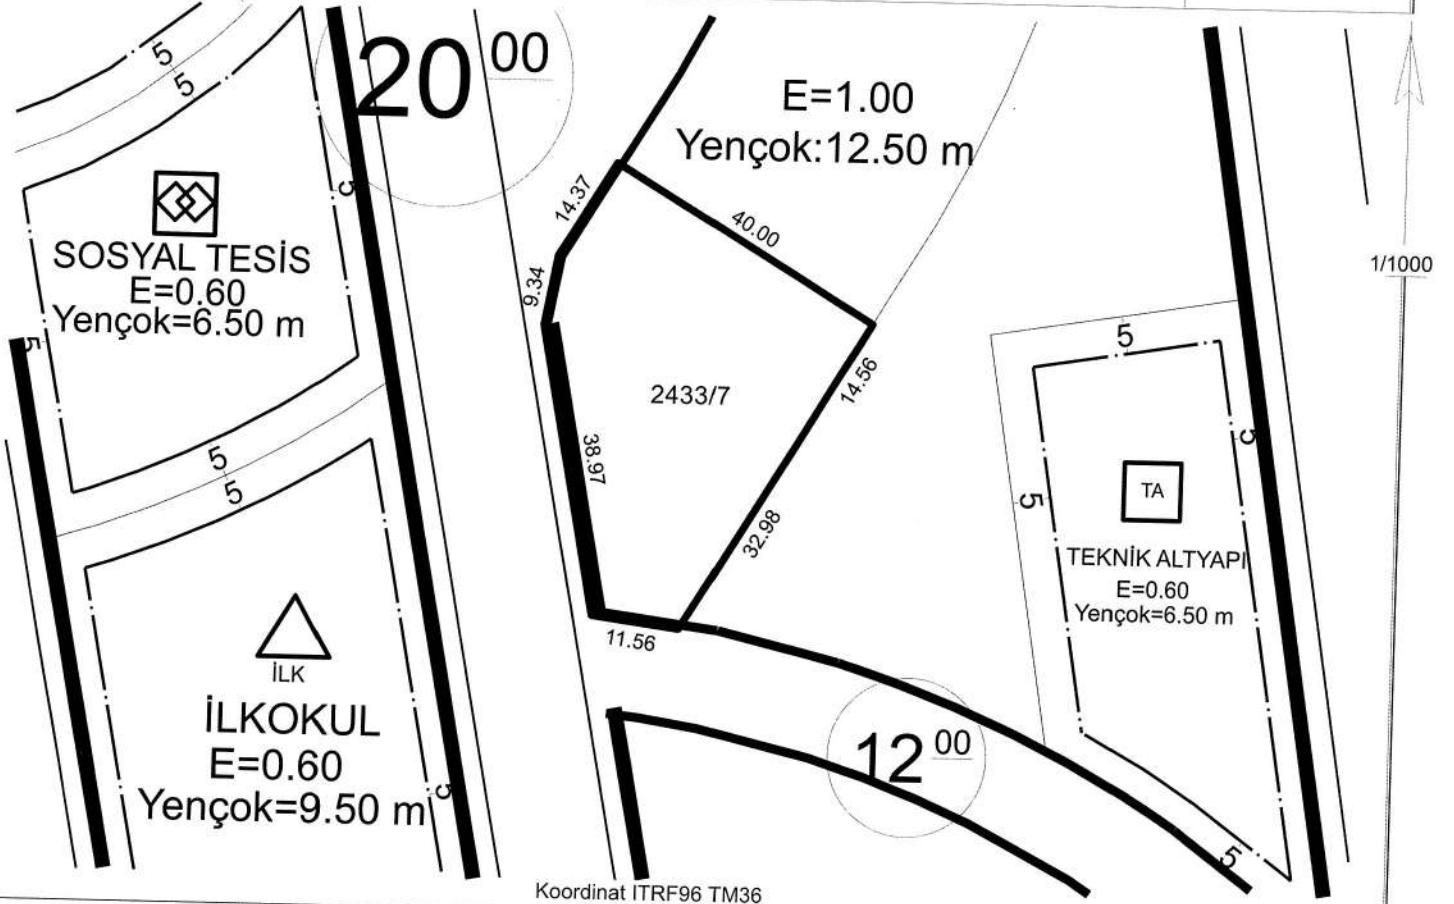 20 00
E=1.00
Yençok:12.50 m
5
5
5
SOSYAL TESİS
E=0.60
Yençok=6.50 m
5
14.37
40.00
9.34
1/1000
14.56
2433/7
38.97
32.98
11.56
5
5
5
5
5
TA
TEKNİK ALTYAPI
E=0.60
Yençok=6.50 m
İLK
İLKOKUL
E=0.60
Yençok=9.50 m
5
12 00
5
Koordinat ITRF96 TM36